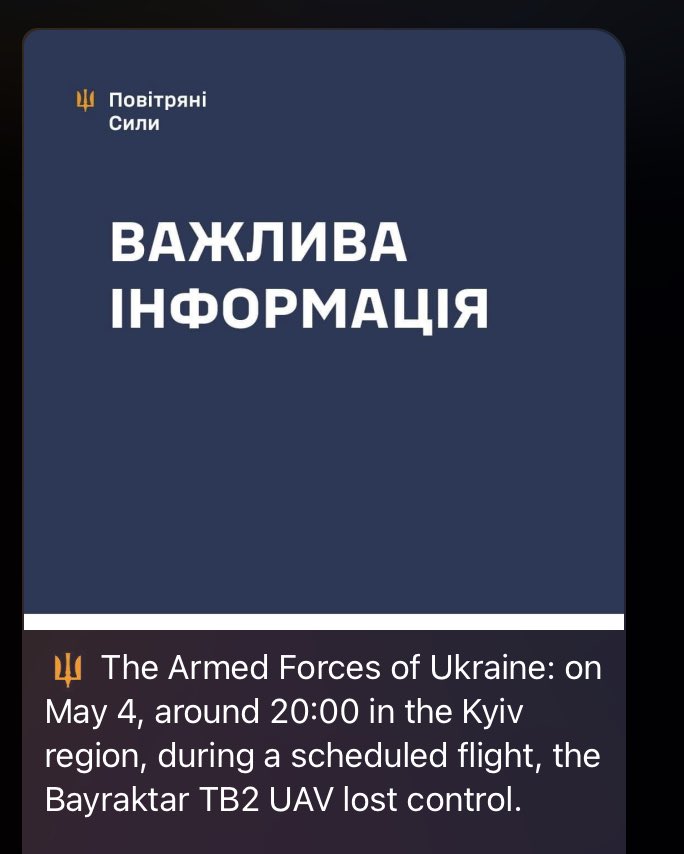 Повітряні
Сили
ВАЖЛИВА
ІНФОРМАЦІЯ
The Armed Forces of Ukraine: on
May 4, around 20:00 in the Kyiv
region, during a scheduled flight, the
Bayraktar TB2 UAV lost control.